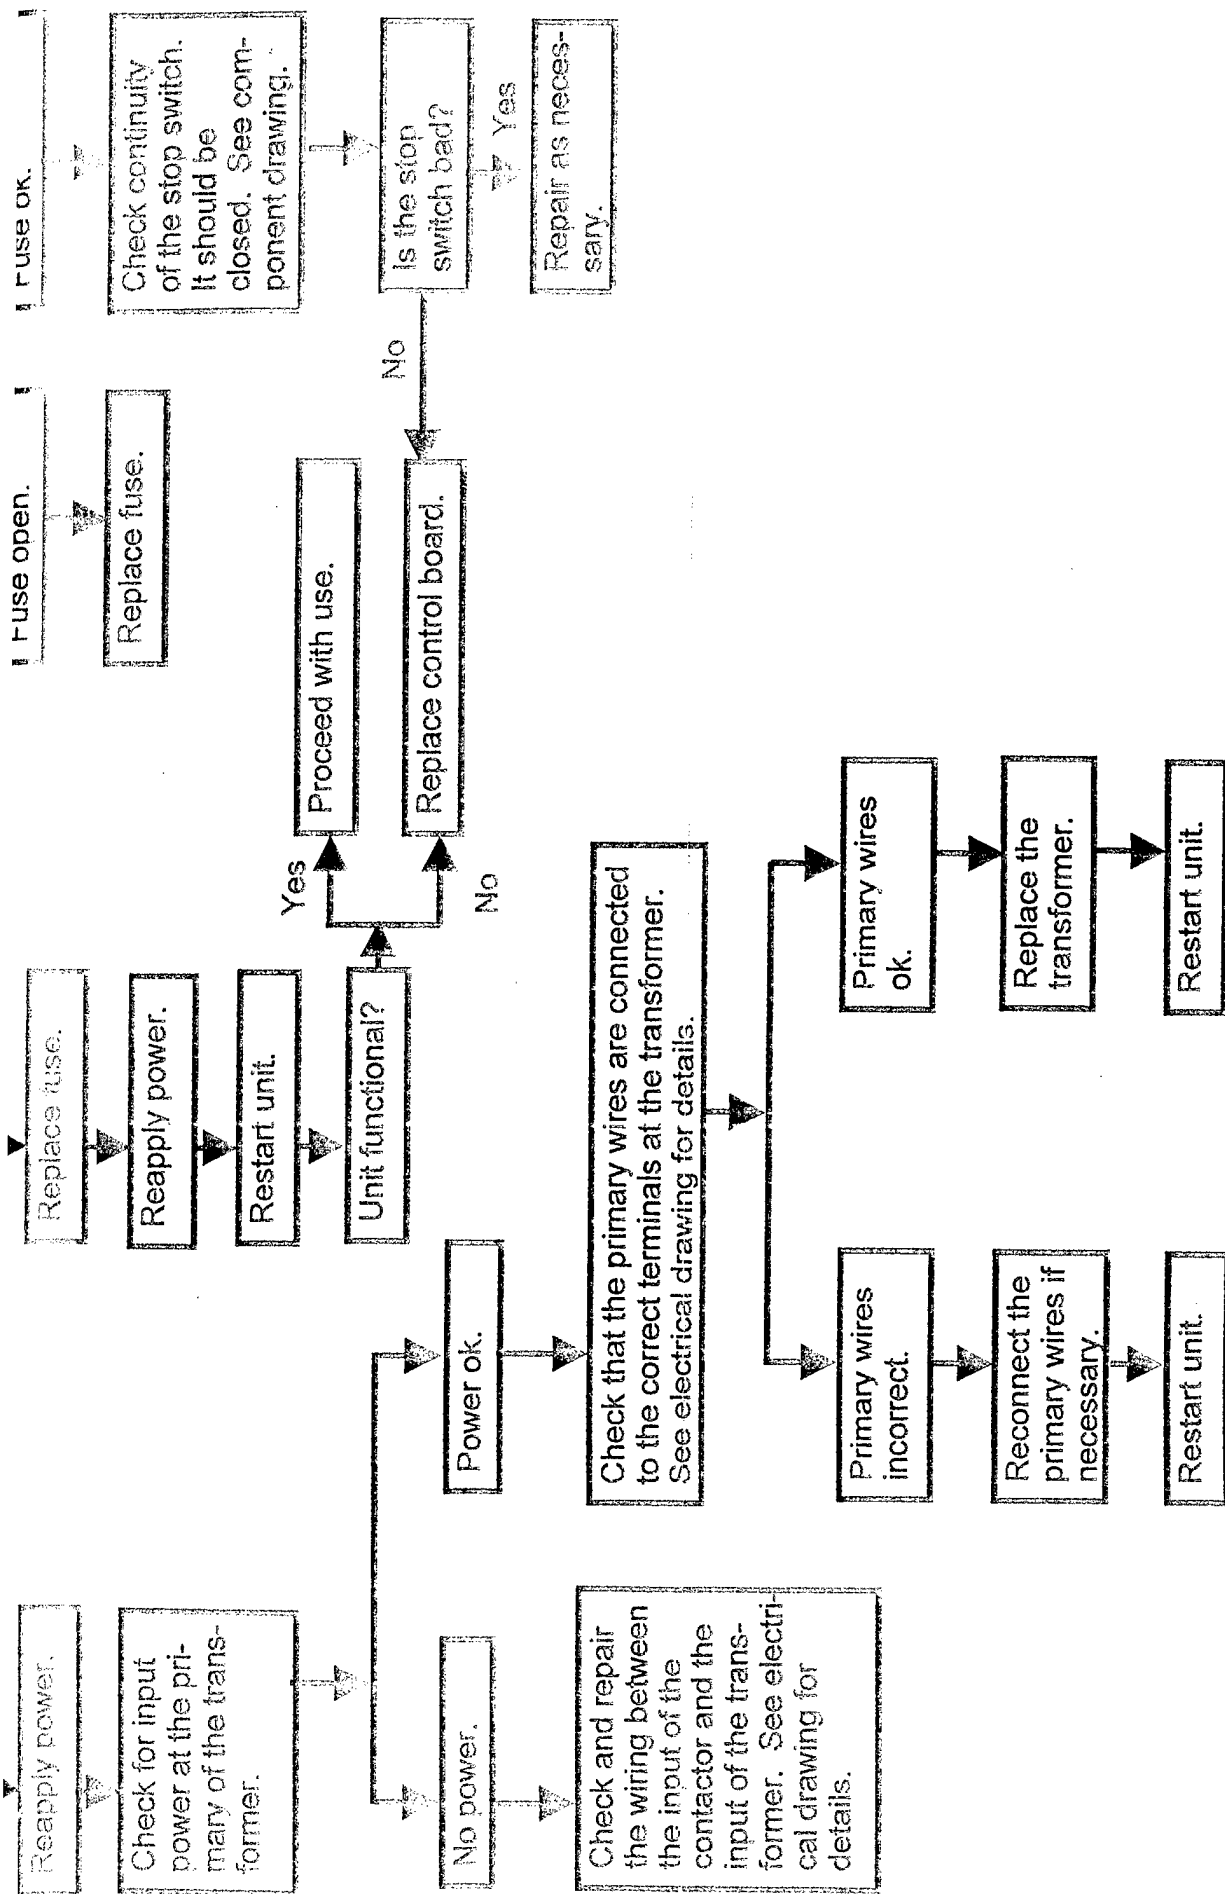 Reapply power.
Check for input
power at the pri-
mary of the trans-
former.
No power.
Check and repair
the wiring between
the input of the
contactor and the
input of the trans-
former. See electri-
cal drawing for
details.
Power ok.
Check that the primary wires are connected
to the correct terminals at the transformer.
See electrical drawing for details.
Primary wires
incorrect.
Reconnect the
primary wires if
necessary.
Restart unit.
Primary wires
ok.
Replace the
transformer.
Restart unit.
Replace fuse.
Reapply power.
Restart unit.
Unit functional?
Yes
No
Proceed with use.
Replace control board.
Fuse open.
Replace fuse.
Fuse ok.
Check continuity
of the stop switch.
It should be
closed. See com-
ponent drawing.
Is the stop
switch bad?
No
Yes
Repair as neces-
sary.